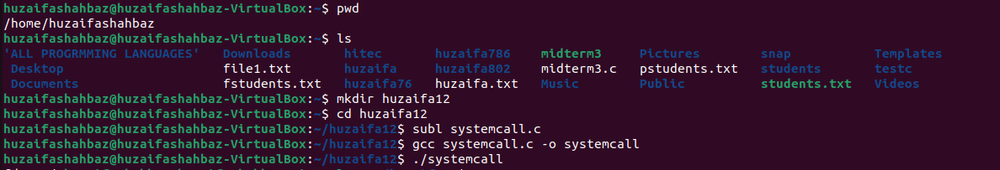 huzaifashahbaz@huzaifashahbaz-VirtualBox:~$ pwd
/home/huzaifashahbaz
huzaifashahbaz@huzaifashahbaz-VirtualBox:~$ ls
'ALL PROGRMMING LANGUAGES' Downloads hitec huzaifa786 midterm3 Pictures snap Templates
Desktop file1.txt huzaifa huzaifa802 midterm3.c pstudents.txt students testc
Documents fstudents.txt huzaifa76 huzaifa.txt Music Public students.txt Videos
huzaifashahbaz@huzaifashahbaz-VirtualBox:~$ mkdir huzaifa12
huzaifashahbaz@huzaifashahbaz-VirtualBox:~$ cd huzaifa12
huzaifashahbaz@huzaifashahbaz-VirtualBox:~/huzaifa12$ subl systemcall.c
huzaifashahbaz@huzaifashahbaz-VirtualBox:~/huzaifa12$ gcc systemcall.c -o systemcall
huzaifashahbaz@huzaifashahbaz-VirtualBox:~/huzaifa12$ ./systemcall